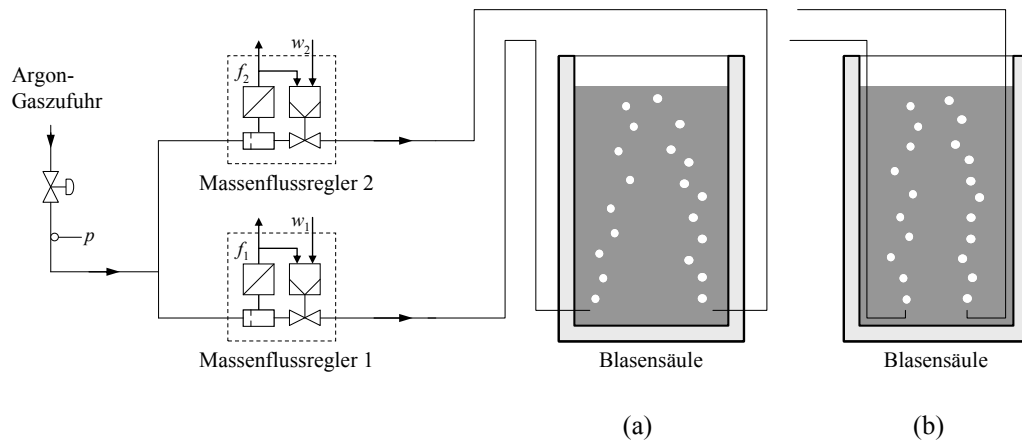 Argon-
Gaszufuhr
p
w2
f2
Massenflussregler 2
w1
f1
Massenflussregler 1
Blasensäule
Blasensäule
(a)
(b)